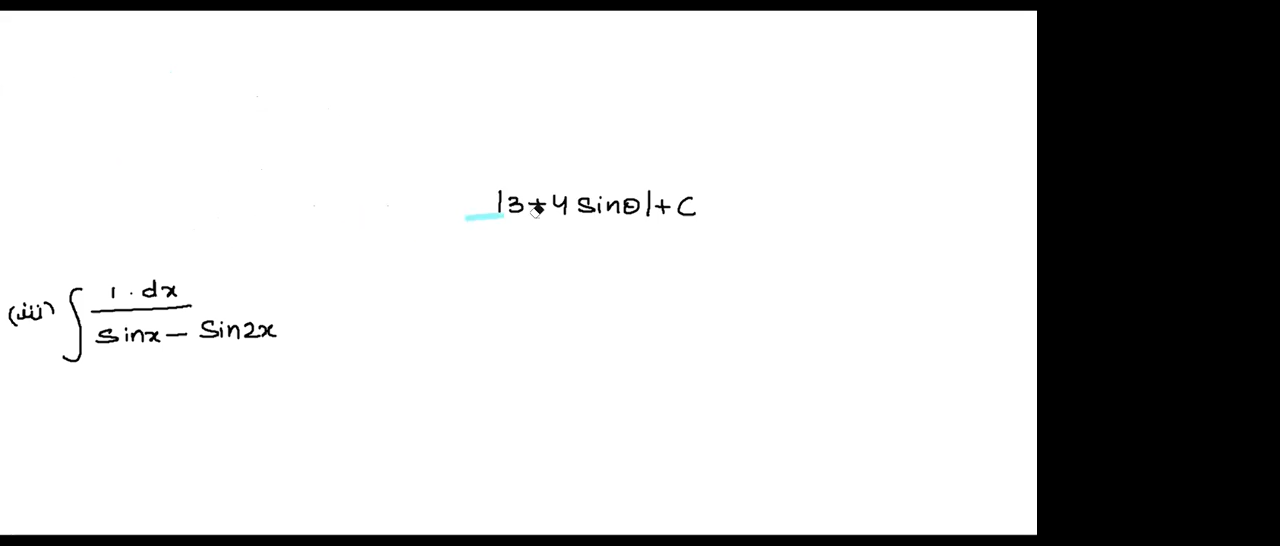 |3+4 sinθ|+C
(iii) ∫ 1. dx / (sinx − Sin2x)